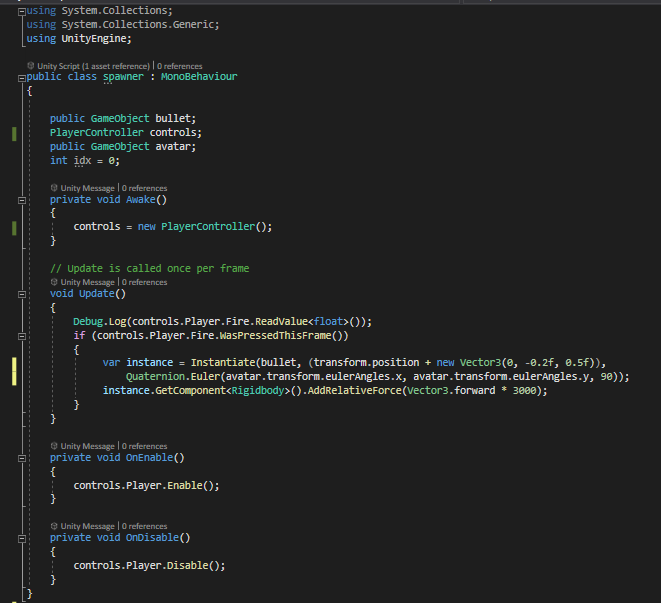 using System.Collections;
using System.Collections.Generic;
using UnityEngine;
Unity Script (1 asset reference) | 0 references
public class spawner : MonoBehaviour
{
public GameObject bullet;
PlayerController controls;
public GameObject avatar;
int idx = 0;
Unity Message | 0 references
private void Awake()
{
controls = new PlayerController();
}
// Update is called once per frame
Unity Message | 0 references
void Update()
{
Debug.Log(controls.Player.Fire.ReadValue<float>());
if (controls.Player.Fire.WasPressedThisFrame())
{
var instance = Instantiate(bullet, (transform.position + new Vector3(0, -0.2f, 0.5f)),
Quaternion.Euler(avatar.transform.eulerAngles.x, avatar.transform.eulerAngles.y, 90));
instance.GetComponent<Rigidbody>().AddRelativeForce(Vector3.forward * 3000);
}
}
Unity Message | 0 references
private void OnEnable()
{
controls.Player.Enable();
}
Unity Message | 0 references
private void OnDisable()
{
controls.Player.Disable();
}
}